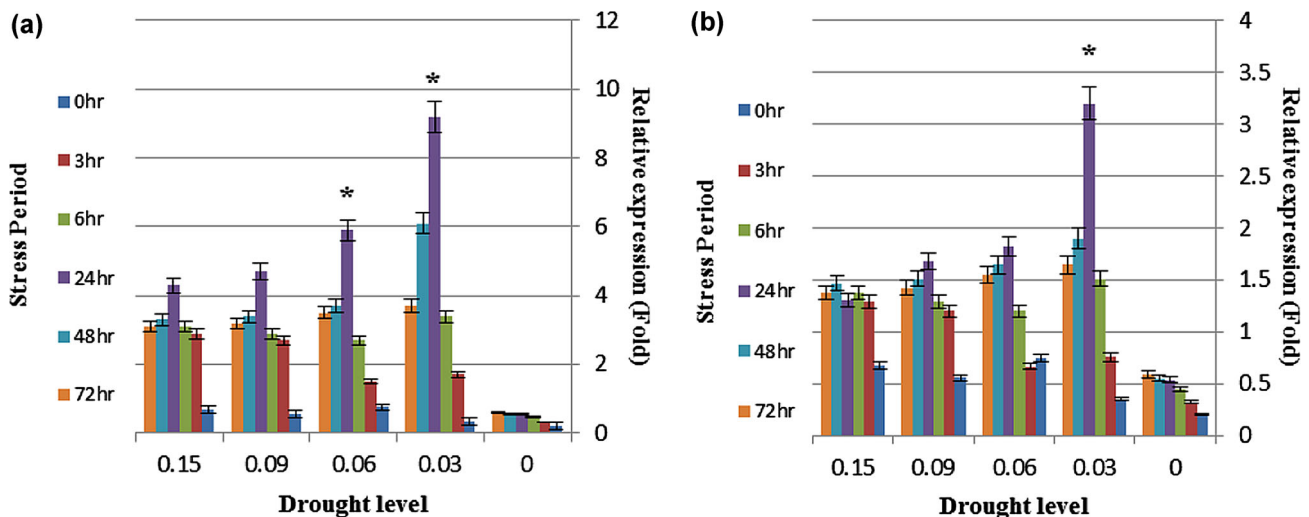 (a)
Stress Period
0hr
3hr
6hr
24hr
48hr
72hr
*
*
12
10
8
6
4
2
0
Relative expression (Fold)
0.15 0.09 0.06 0.03 0
Drought level
(b)
Stress Period
0hr
3hr
6hr
24hr
48hr
72hr
*
4
3.5
3
2.5
2
1.5
1
0.5
0
Relative expression (Fold)
0.15 0.09 0.06 0.03 0
Drought level